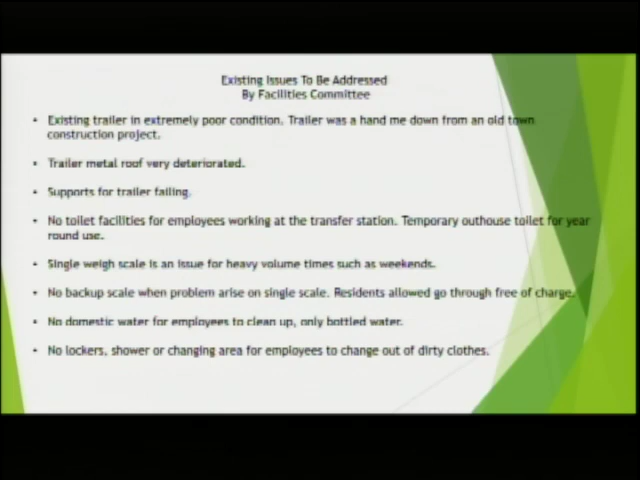 Existing Issues To Be Addressed
By Facilities Committee
• Existing trailer in extremely poor condition. Trailer was a hand me down from an old town
construction project.
• Trailer metal roof very deteriorated.
• Supports for trailer failing.
• No toilet facilities for employees working at the transfer station. Temporary outhouse toilet for year
round use.
• Single weigh scale is an issue for heavy volume times such as weekends.
• No backup scale when problem arise on single scale. Residents allowed go through free of charge.
• No domestic water for employees to clean up, only bottled water.
• No lockers, shower or changing area for employees to change out of dirty clothes.